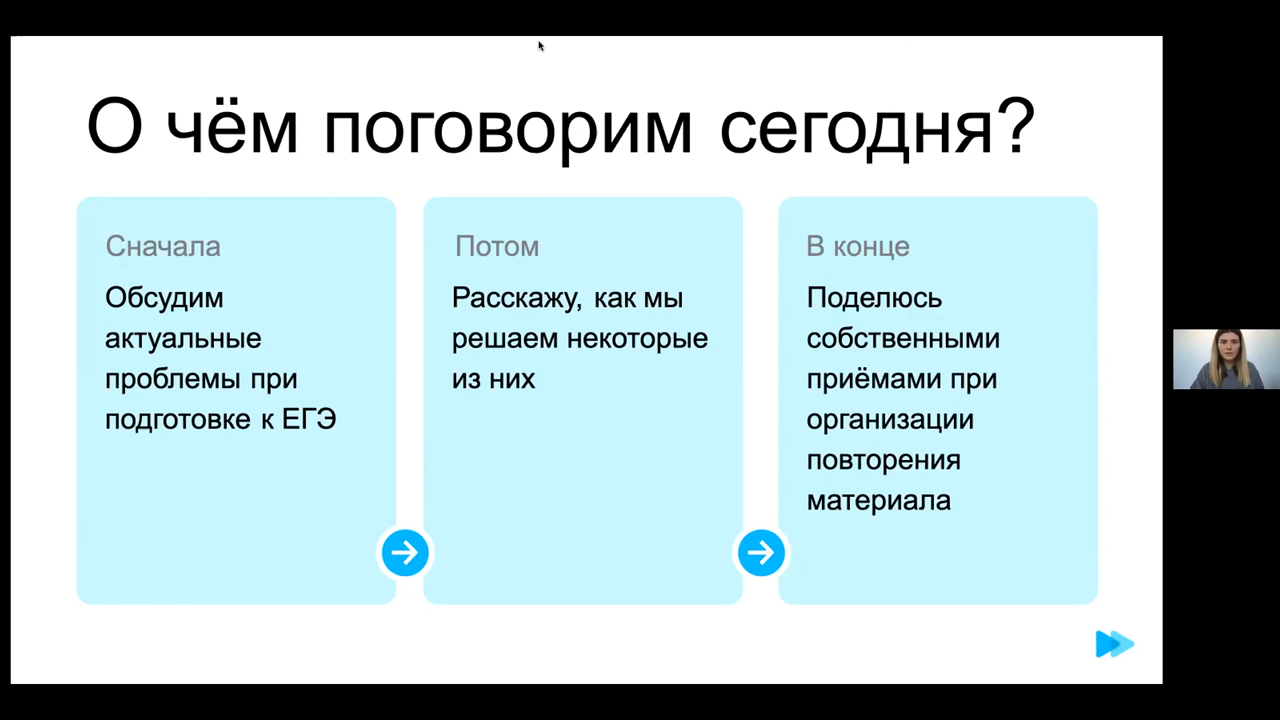 О чём поговорим сегодня?
Сначала
Обсудим
актуальные
проблемы при
подготовке к ЕГЭ
Потом
Расскажу, как мы
решаем некоторые
из них
В конце
Поделюсь
собственными
приёмами при
организации
повторения
материала